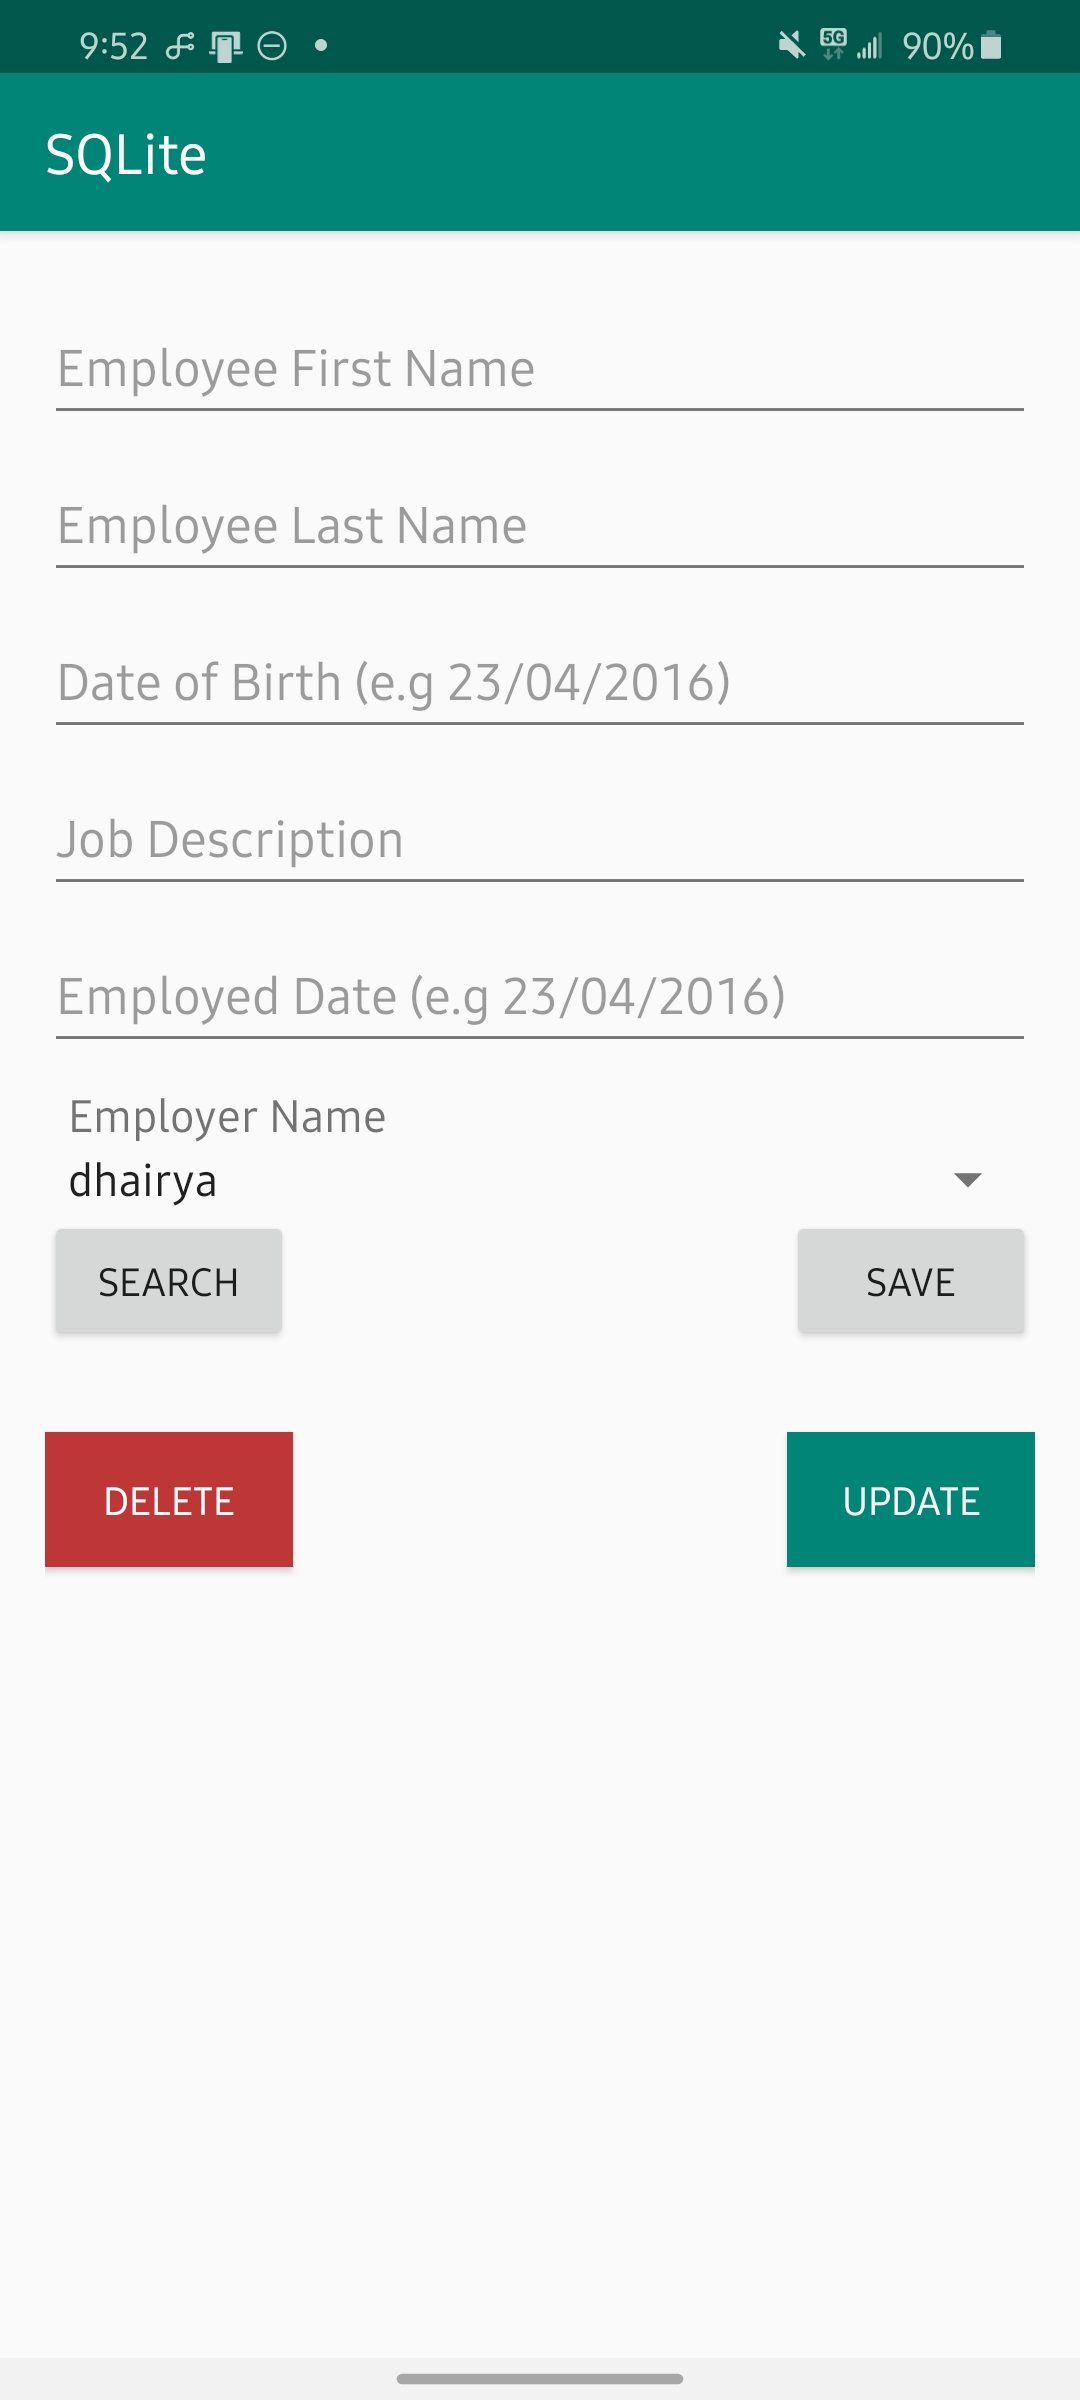 9:52 5G 90%
SQLite
Employee First Name
Employee Last Name
Date of Birth (e.g 23/04/2016)
Job Description
Employed Date (e.g 23/04/2016)
Employer Name
dhairya
SEARCH SAVE
DELETE UPDATE